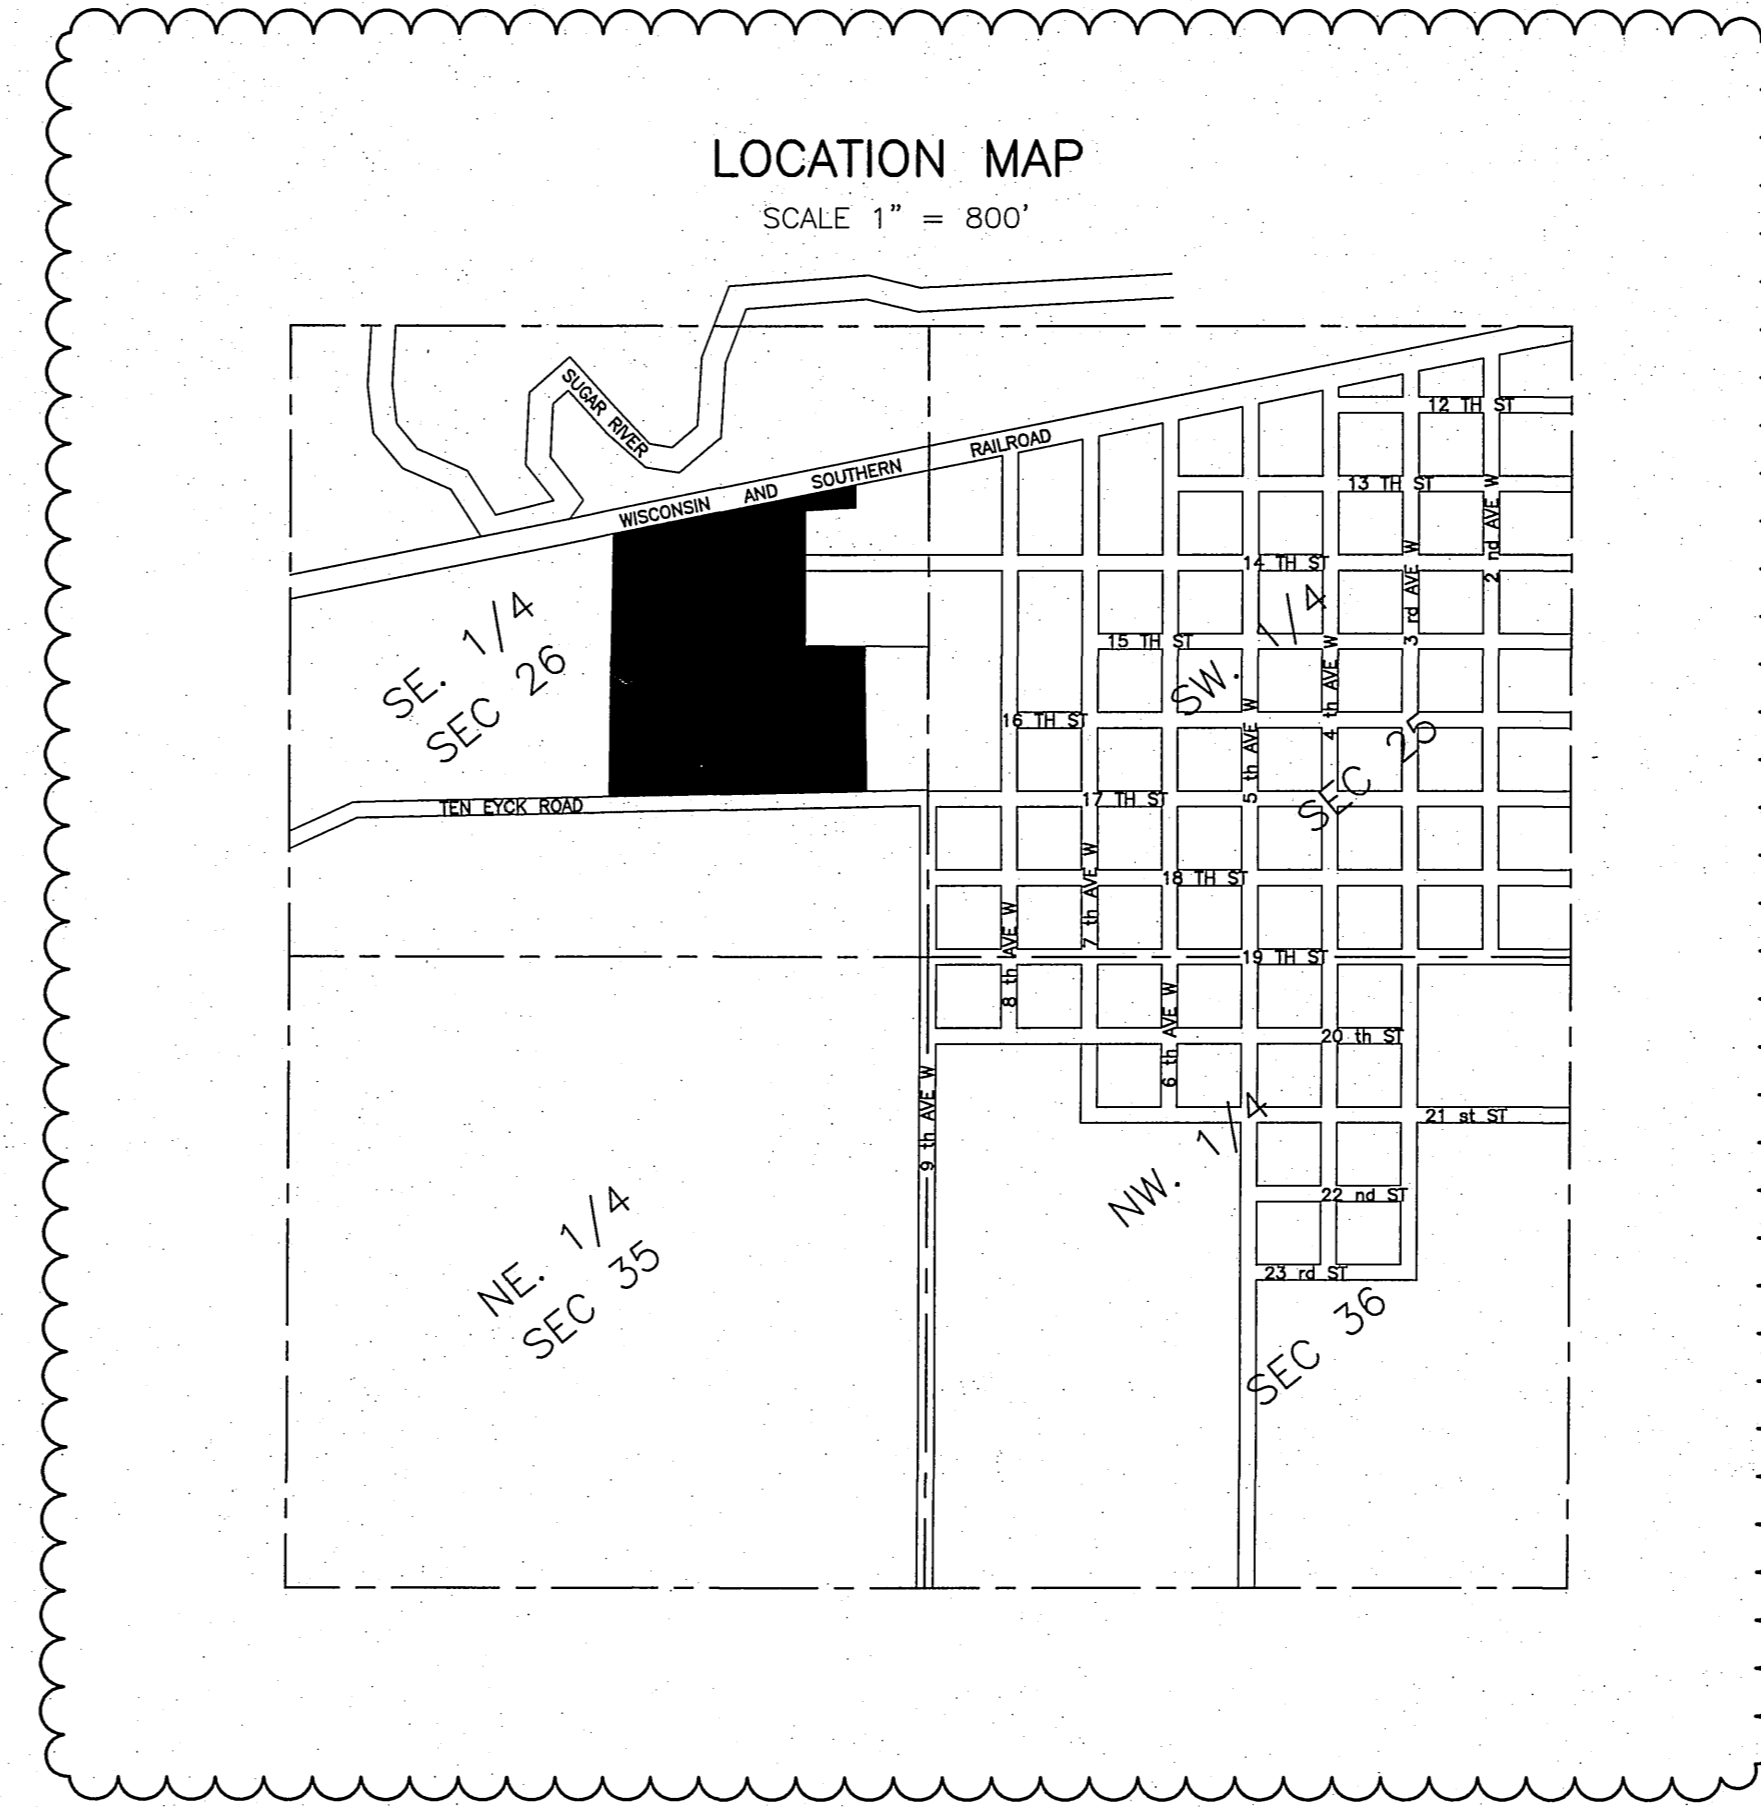 LOCATION MAP
SCALE 1" = 800'
SUGAR RIVER
WISCONSIN AND SOUTHERN RAILROAD
12 TH ST
13 TH ST
2 nd AVE W
14 TH ST
3 rd AVE W
SE. 1/4
SEC 26
15 TH ST
SW. 1/4
SEC 25
4 th AVE W
16 TH ST
5 th AVE W
TEN EYCK ROAD
17 TH ST
7 th AVE W
18 TH ST
8 th AVE W
19 TH ST
6 th AVE W
20 th ST
9 th AVE W
21 st ST
NW. 1/4
SEC 36
22 nd ST
NE. 1/4
SEC 35
23 rd ST